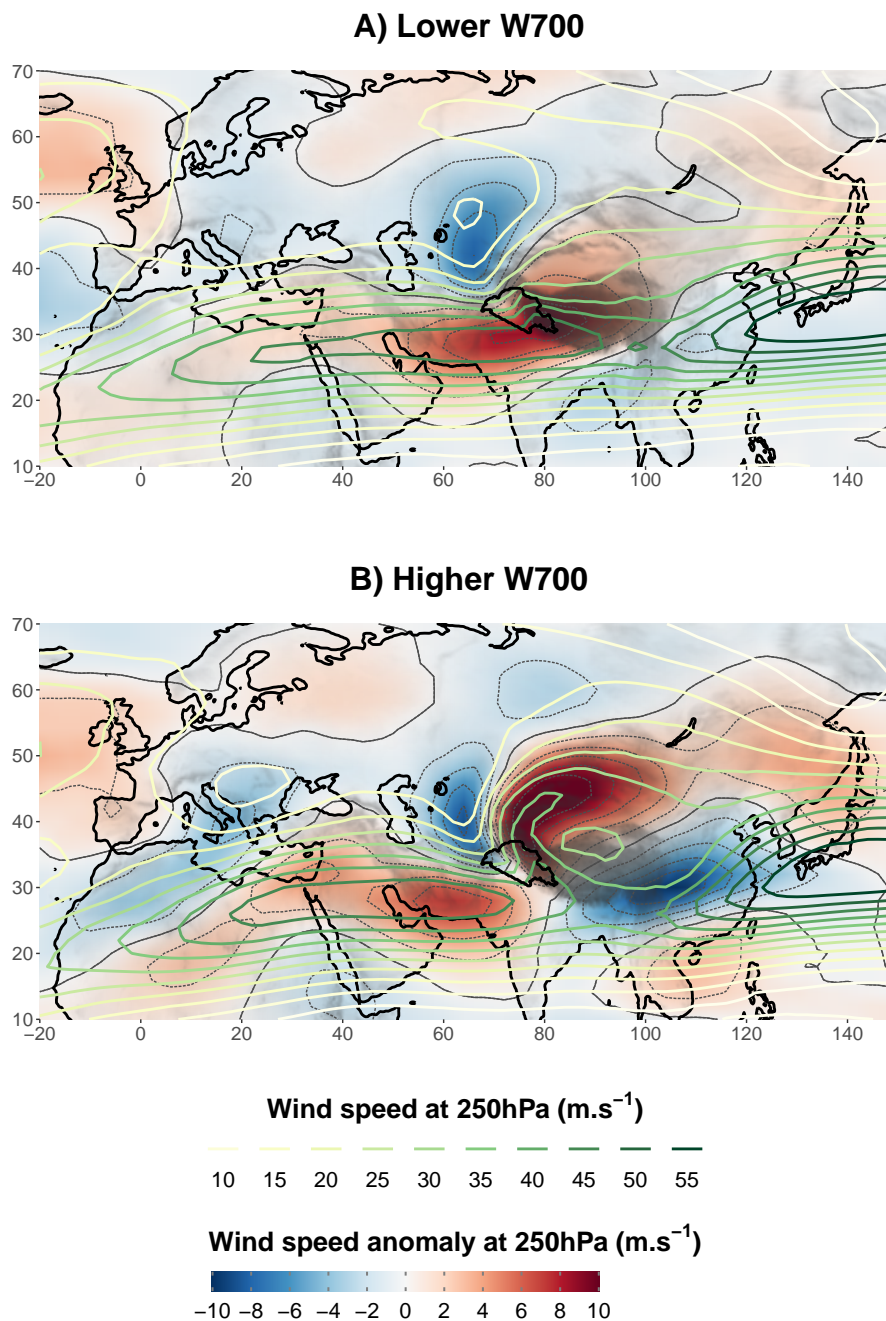 A) Lower W700
70
60
50
40
30
20
10
−20 0 20 40 60 80 100 120 140
B) Higher W700
70
60
50
40
30
20
10
−20 0 20 40 60 80 100 120 140
Wind speed at 250hPa (m.s⁻¹)
10 15 20 25 30 35 40 45 50 55
Wind speed anomaly at 250hPa (m.s⁻¹)
−10 −8 −6 −4 −2 0 2 4 6 8 10